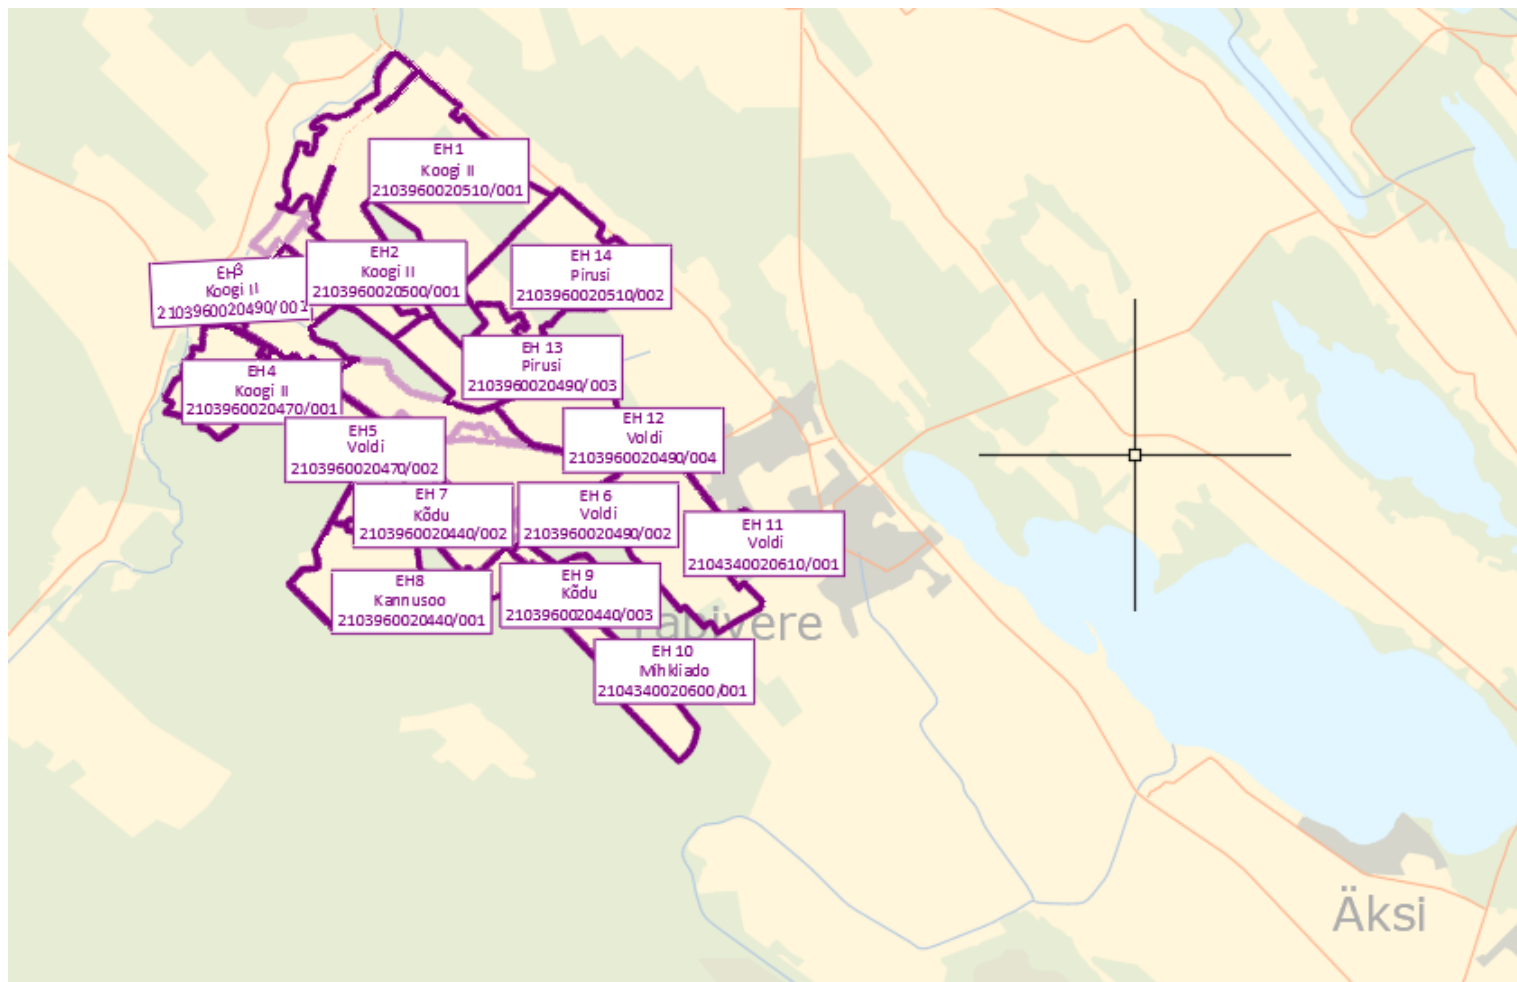 EH 1
Koogi II
2103960020510/001
EH2
Koogi II
2103960020500/001
EH 14
Pirusi
2103960020510/002
EH3
Koogi II
2103960020490/001
EH 13
Pirusi
2103960020490/003
EH4
Koogi II
2103960020470/001
EH 12
Voldi
2103960020490/004
EH5
Voldi
2103960020470/002
EH 7
Kõdu
2103960020440/002
EH 6
Voldi
2103960020490/002
EH 11
Voldi
2104340020610/001
EH8
Kannusoo
2103960020440/001
EH 9
Kõdu
2103960020440/003
Tabivere
EH 10
Mihkliado
2104340020600/001
Äksi